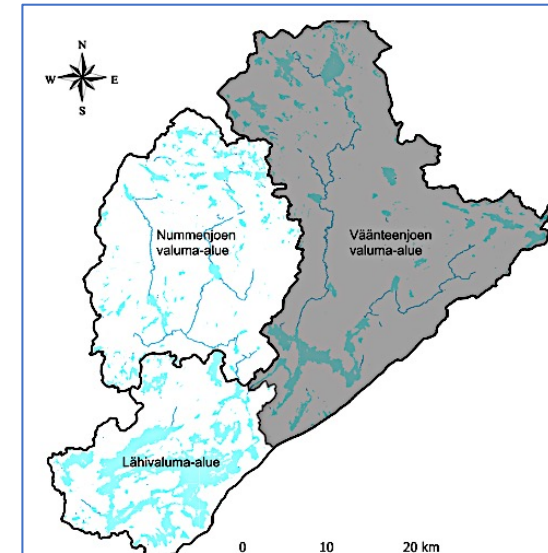 N
W E
S
Nummenjoen
valuma-alue
Väänteenjoen
valuma-alue
Lähivaluma-alue
0 10 20 km